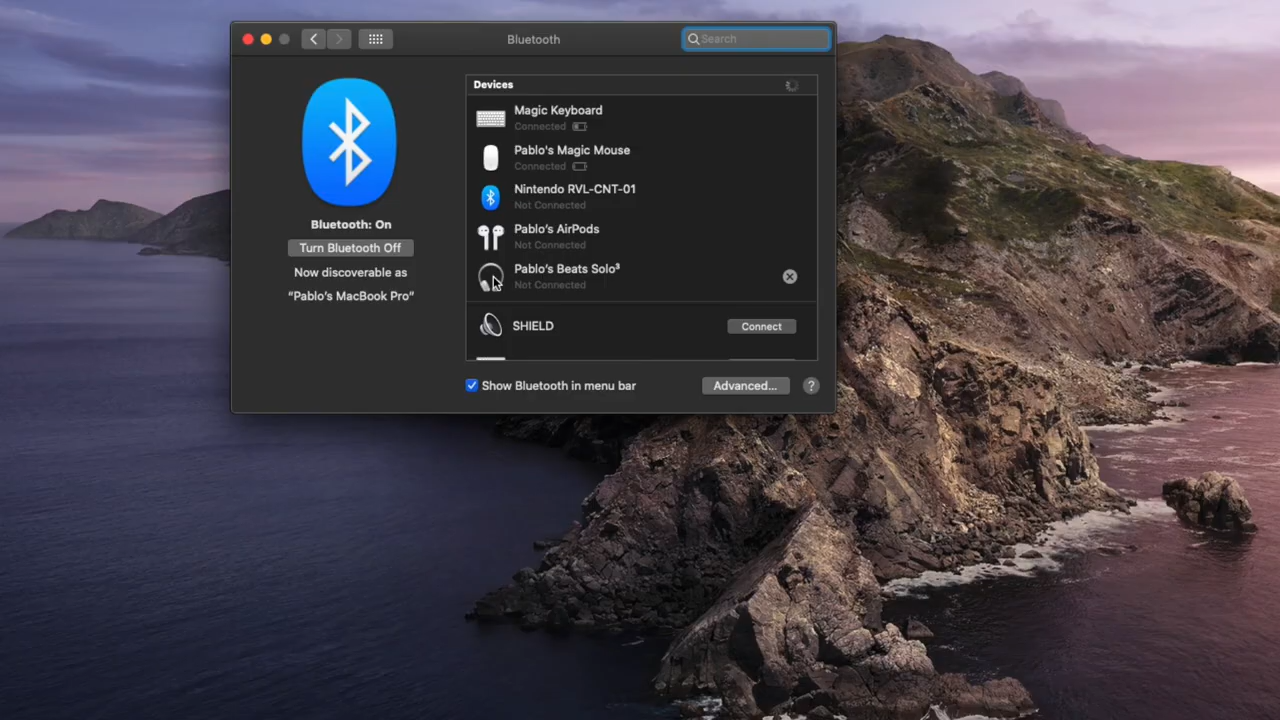 Bluetooth
Search
Devices
Magic Keyboard
Connected
Pablo's Magic Mouse
Connected
Nintendo RVL-CNT-01
Not Connected
Pablo's AirPods
Not Connected
Pablo's Beats Solo³
Not Connected
SHIELD
Connect
Bluetooth: On
Turn Bluetooth Off
Now discoverable as
“Pablo's MacBook Pro”
Show Bluetooth in menu bar
Advanced...
?